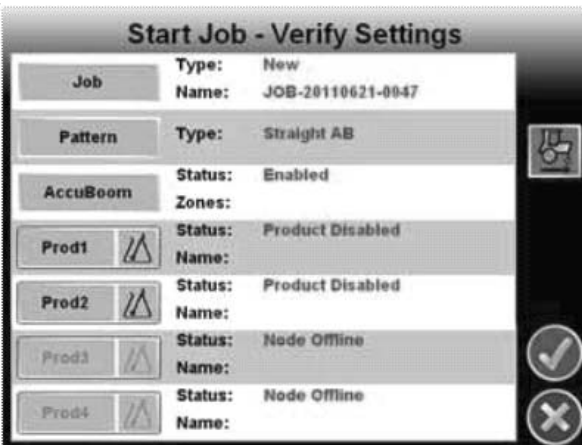 Start Job - Verify Settings
Job
Type: New
Name: JOB-20110621-0047
Pattern
Type: Straight AB
AccuBoom
Status: Enabled
Zones:
Prod1
Status: Product Disabled
Name:
Prod2
Status: Product Disabled
Name:
Prod3
Status: Node Offline
Name:
Prod4
Status: Node Offline
Name: